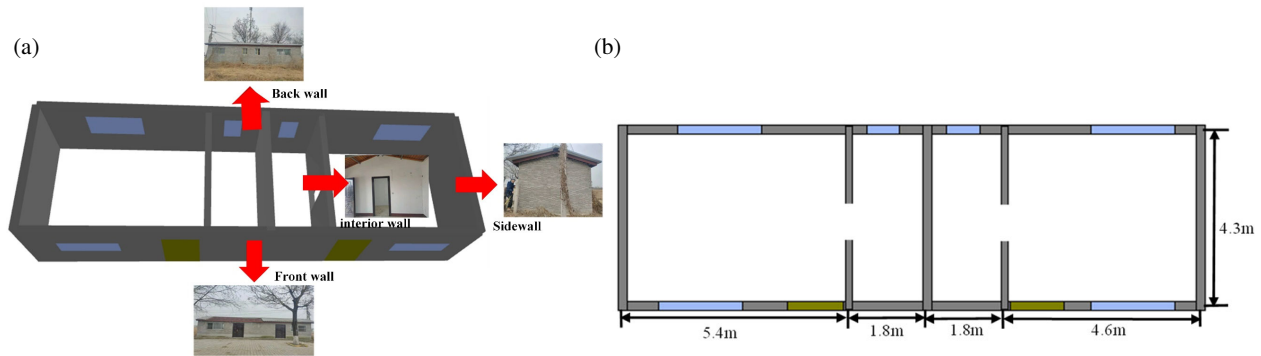 (a)
Back wall
interior wall
Sidewall
Front wall
(b)
4.3m
5.4m
1.8m
1.8m
4.6m